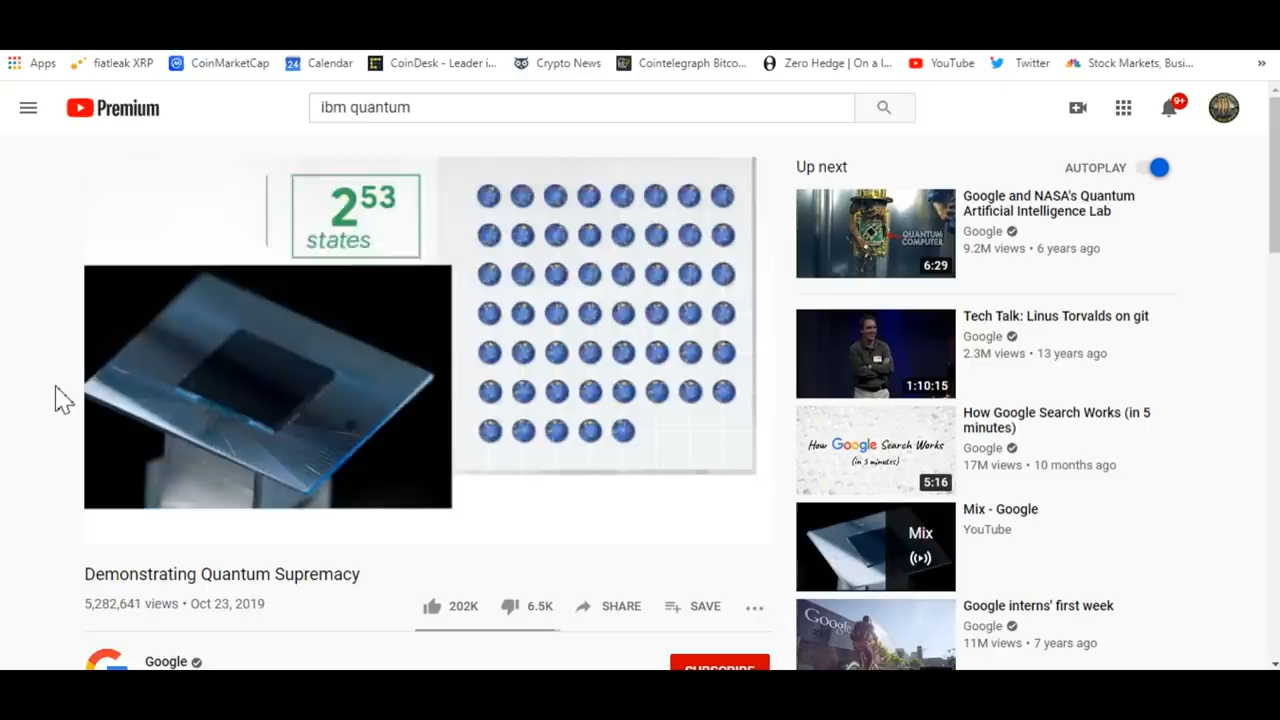 Apps
fiatleak XRP
CoinMarketCap
24
Calendar
CoinDesk - Leader i...
Crypto News
Cointelegraph Bitco...
Zero Hedge | On a l...
YouTube
Twitter
Stock Markets, Busi...
»
Premium
ibm quantum
9+
2⁵³
states
Demonstrating Quantum Supremacy
5,282,641 views • Oct 23, 2019
202K
6.5K
SHARE
SAVE
Google
SUBSCRIBE
Up next
AUTOPLAY
QUANTUM
COMPUTER
6:29
Google and NASA's Quantum
Artificial Intelligence Lab
Google
9.2M views • 6 years ago
1:10:15
Tech Talk: Linus Torvalds on git
Google
2.3M views • 13 years ago
How Google Search Works
(in 5 minutes)
5:16
How Google Search Works (in 5
minutes)
Google
17M views • 10 months ago
Mix
Mix - Google
YouTube
Google
Google interns' first week
Google
11M views • 7 years ago